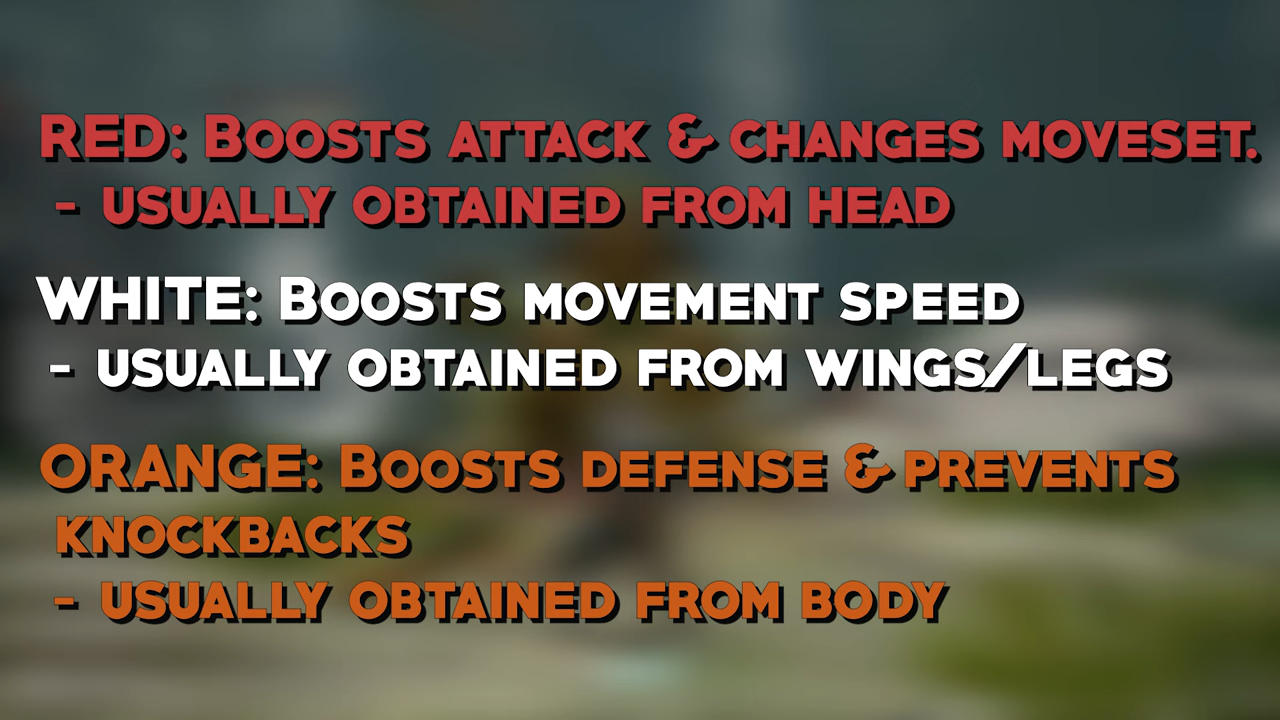 RED: BOOSTS ATTACK & CHANGES MOVESET.
- USUALLY OBTAINED FROM HEAD
WHITE: BOOSTS MOVEMENT SPEED
- USUALLY OBTAINED FROM WINGS/LEGS
ORANGE: BOOSTS DEFENSE & PREVENTS
KNOCKBACKS
- USUALLY OBTAINED FROM BODY